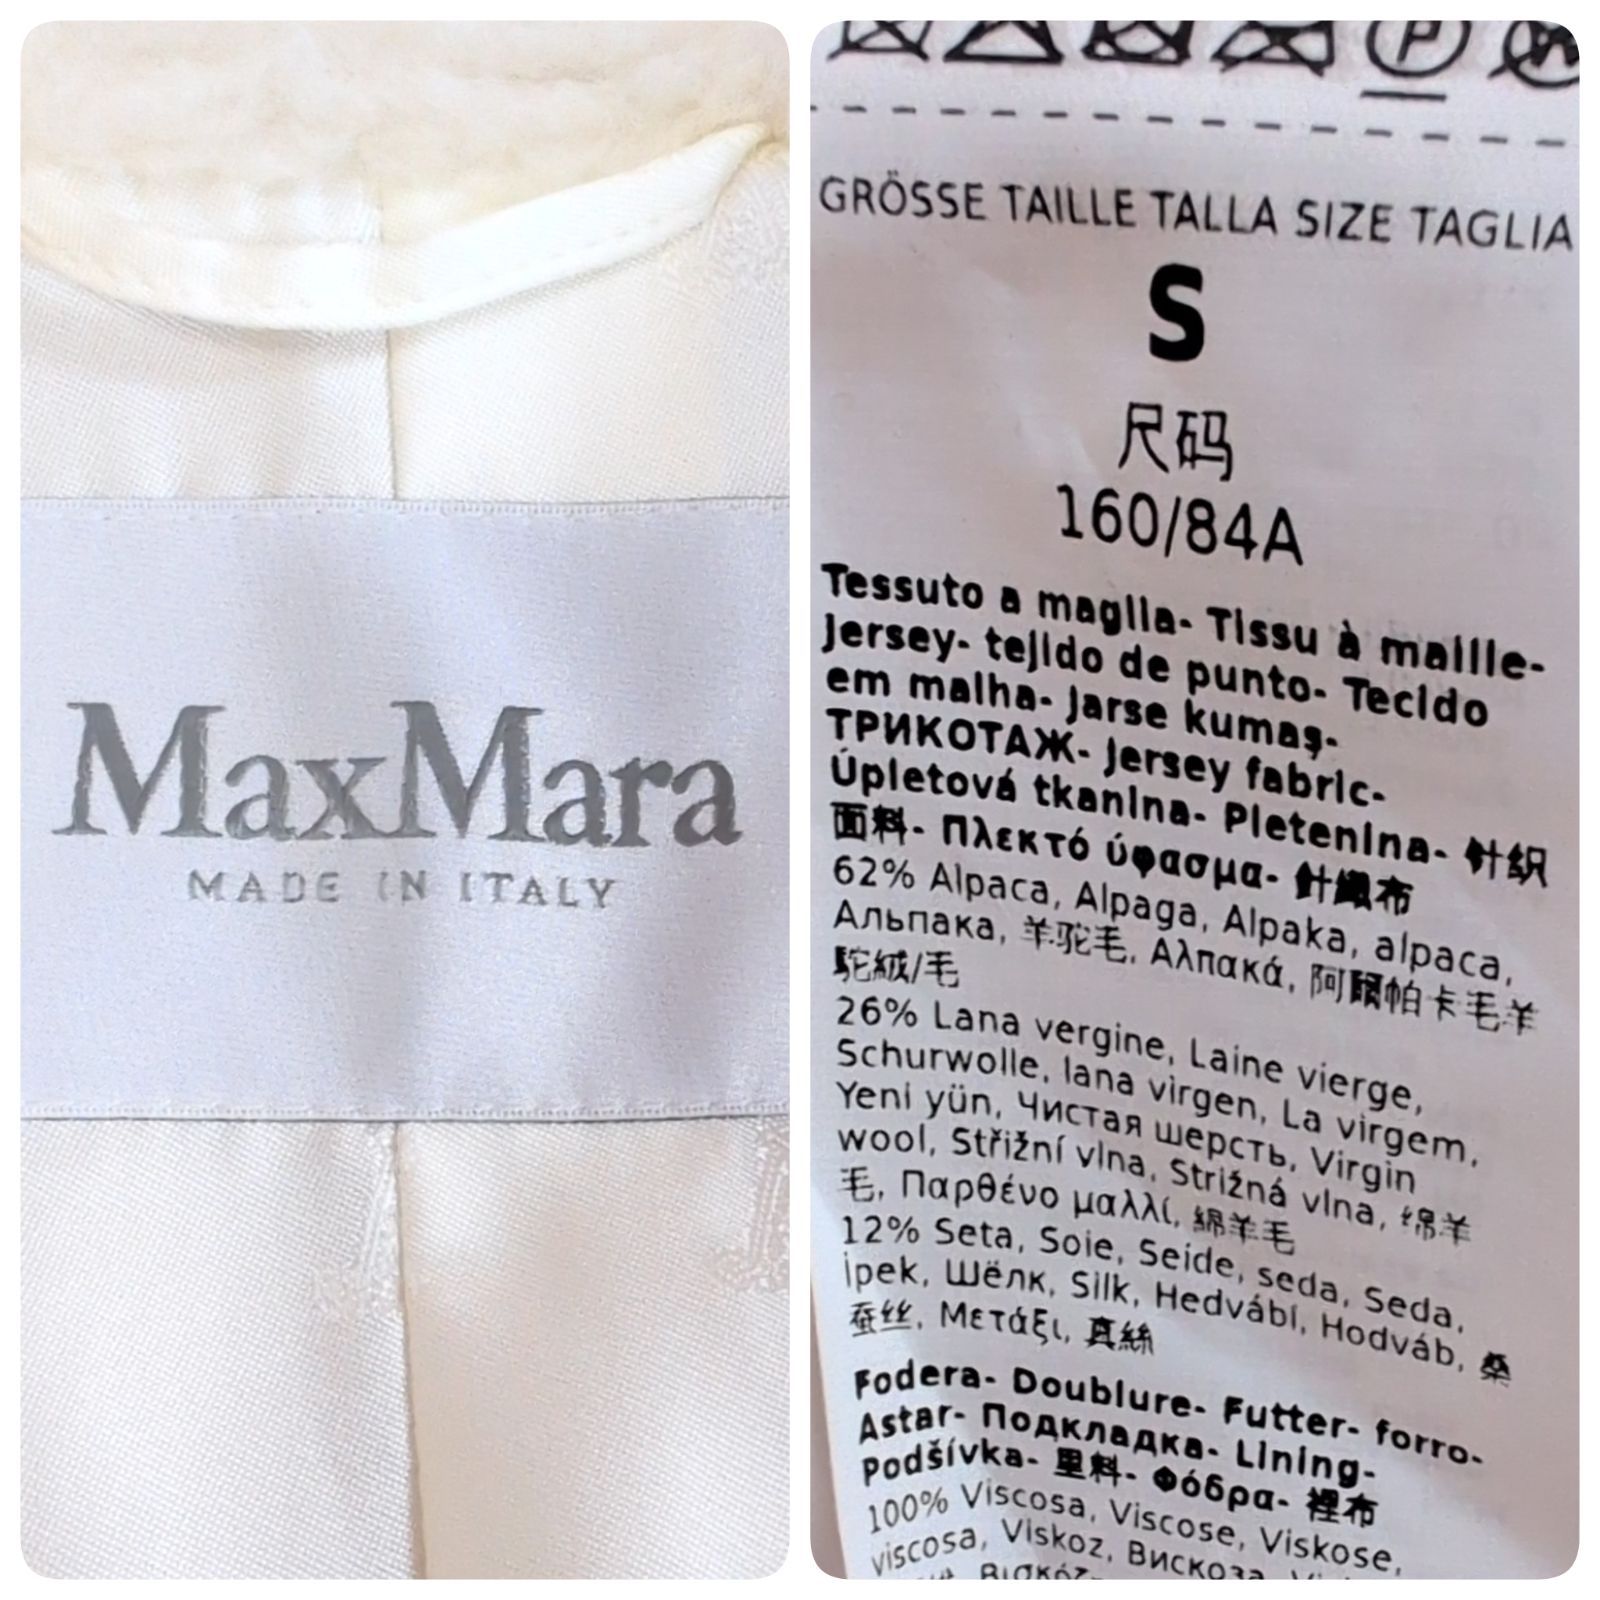 MaxMara
MADE IN ITALY
P
GRÖSSE TAILLE TALLA SIZE TAGLIA
S
尺码
160/84A
Tessuto a maglia- Tissu à maille-
Jersey- tejido de punto- Tecido
em malha- Jarse kumaş-
ТРИКОТАЖ- Jersey fabric-
Úpletová tkanina- Pletenina- 针织
面料- Πλεκτό ύφασμα- 針織布
62% Alpaca, Alpaga, Alpaka, alpaca,
Альпака, 羊驼毛, Αλπακά, 阿爾帕卡毛羊
駝絨/毛
26% Lana vergine, Laine vierge,
Schurwolle, lana virgen, La virgem,
Yeni yün, Чистая шерсть, Virgin
wool, Střižní vlna, Strižná vlna, 绵羊
毛, Παρθένο μαλλί, 綿羊毛
12% Seta, Soie, Seide, seda, Seda,
İpek, Шёлк, Silk, Hedvábí, Hodváb, 桑
蚕丝, Μετάξι, 真絲
Fodera- Doublure- Futter- forro-
Astar- Подкладка- Lining-
Podšívka- 里料- Φόδρα- 裡布
100% Viscosa, Viscose, Viskose,
viscosa, Viskoz, Вискоза,